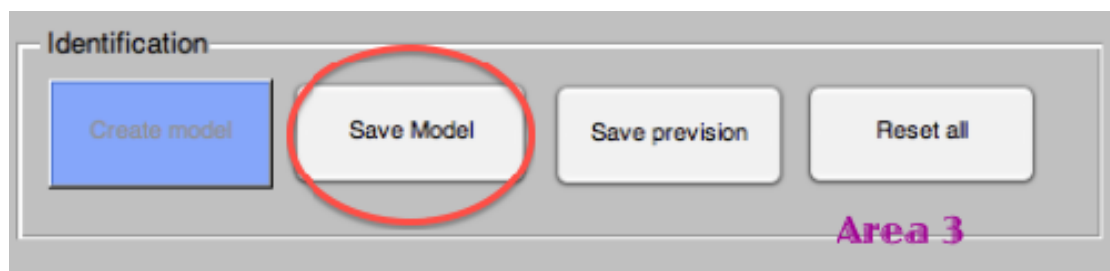 Identification
Create model
Save Model
Save prevision
Reset all
Area 3